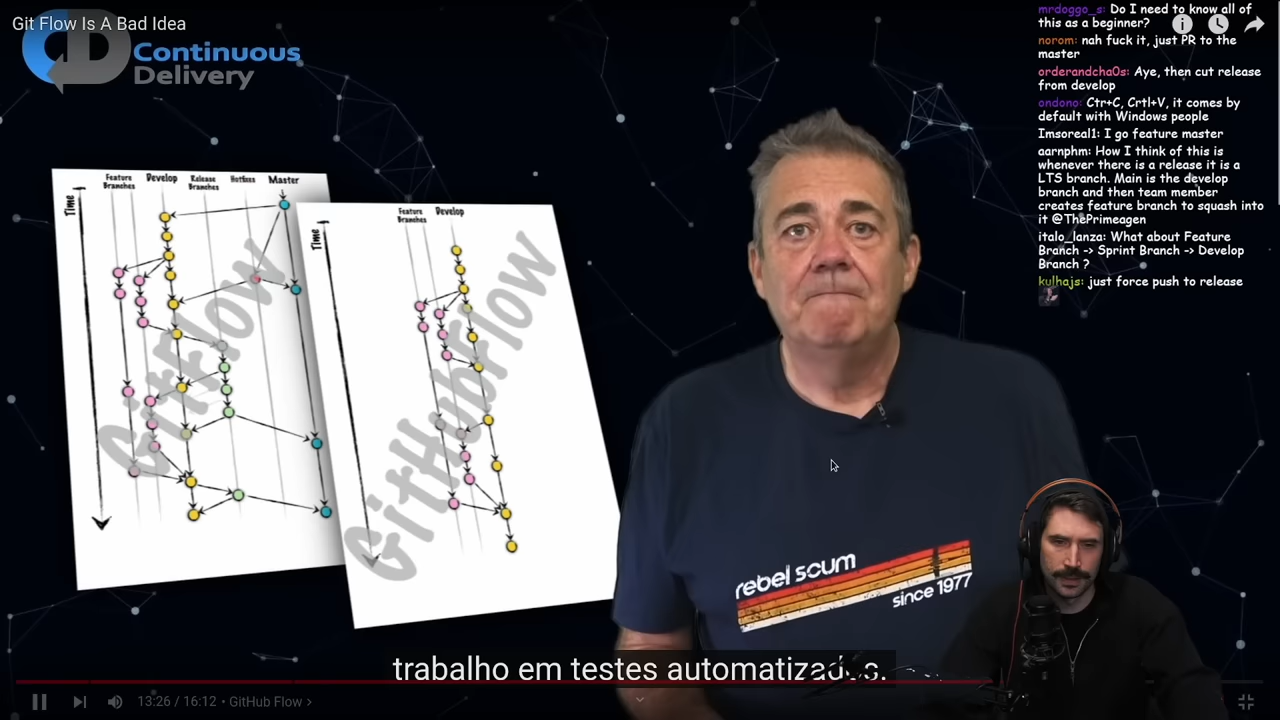 Git Flow Is A Bad Idea
Continuous
Delivery
mrdoggo_s: Do I need to know all of
this as a beginner?
norom: nah fuck it, just PR to the
master
orderandcha0s: Aye, then cut release
from develop
ondono: Ctr+C, Crtl+V, it comes by
default with Windows people
Imsoreal1: I go feature master
aarnphm: How I think of this is
whenever there is a release it is a
LTS branch. Main is the develop
branch and then team member
creates feature branch to squash into
it @ThePrimeagen
italo_lanza: What about Feature
Branch -> Sprint Branch -> Develop
Branch ?
kulhajs: just force push to release
Time
Feature
Branches
Develop
Release
Branches
Hotfixes
Master
GitFlow
Time
Feature
Branches
Develop
GitHubFlow
rebel scum
since 1977
trabalho em testes automatizados.
13:26 / 16:12 • GitHub Flow >